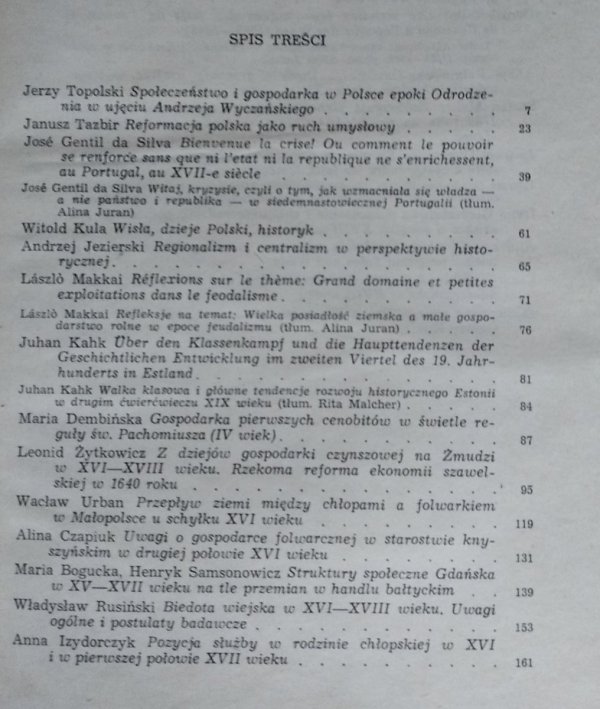 SPIS TREŚCI
Jerzy Topolski Społeczeństwo i gospodarka w Polsce epoki Odrodze-
nia w ujęciu Andrzeja Wyczańskiego . . . . . . . . 7
Janusz Tazbir Reformacja polska jako ruch umysłowy . . . . . 23
José Gentil da Silva Bienvenue la crise! Ou comment le pouvoir
se renforce sans que ni l'etat ni la republique ne s'enrichessent,
au Portugal, au XVII-e siècle . . . . . . . . . . 39
José Gentil da Silva Witaj, kryzysie, czyli o tym, jak wzmacniała się władza —
a nie państwo i republika — w siedemnastowiecznej Portugalii (tłum.
Alina Juran)
Witold Kula Wisła, dzieje Polski, historyk . . . . . . . . 61
Andrzej Jezierski Regionalizm i centralizm w perspektywie histo-
rycznej . . . . . . . . . . . . . . . 65
Lászlò Makkai Réflexions sur le thème: Grand domaine et petites
exploitations dans le feodalisme . . . . . . . . . 71
Lászlò Makkai Refleksje na temat: Wielka posiadłość ziemska a małe gospo-
darstwo rolne w epoce feudalizmu (tłum. Alina Juran) . . . . . 76
Juhan Kahk Über den Klassenkampf und die Haupttendenzen der
Geschichtlichen Entwicklung im zweiten Viertel des 19. Jahr-
hunderts in Estland . . . . . . . . . . . . 81
Juhan Kahk Walka klasowa i główne tendencje rozwoju historycznego Estonii
w drugim ćwierćwieczu XIX wieku (tłum. Rita Malcher) . . . . . 84
Maria Dembińska Gospodarka pierwszych cenobitów w świetle re-
guły św. Pachomiusza (IV wiek) . . . . . . . . . 87
Leonid Żytkowicz Z dziejów gospodarki czynszowej na Żmudzi
w XVI—XVIII wieku. Rzekoma reforma ekonomii szawel-
skiej w 1640 roku . . . . . . . . . . . . 95
Wacław Urban Przepływ ziemi między chłopami a folwarkiem
w Małopolsce u schyłku XVI wieku . . . . . . . . 119
Alina Czapiuk Uwagi o gospodarce folwarcznej w starostwie kny-
szyńskim w drugiej połowie XVI wieku . . . . . . . 131
Maria Bogucka, Henryk Samsonowicz Struktury społeczne Gdańska
w XV—XVII wieku na tle przemian w handlu bałtyckim . . 139
Władysław Rusiński Biedota wiejska w XVI—XVIII wieku. Uwagi
ogólne i postulaty badawcze . . . . . . . . . . 153
Anna Izydorczyk Pozycja służby w rodzinie chłopskiej w XVI
i w pierwszej połowie XVII wieku . . . . . . . . . 161